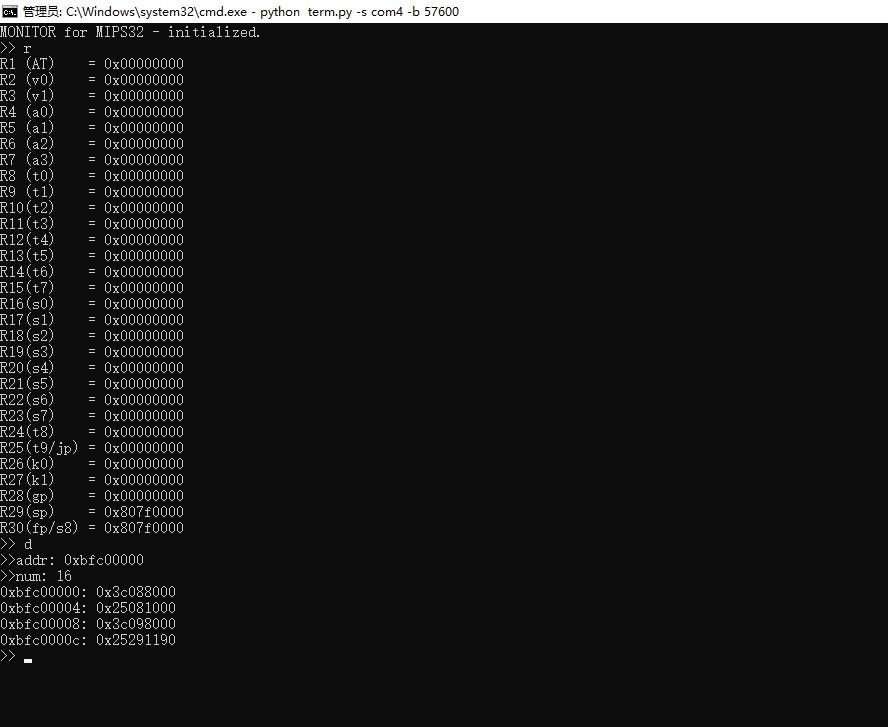 管理员: C:\Windows\system32\cmd.exe - python  term.py -s com4 -b 57600
MONITOR for MIPS32 - initialized.
>> r
R1 (AT)    = 0x00000000
R2 (v0)    = 0x00000000
R3 (v1)    = 0x00000000
R4 (a0)    = 0x00000000
R5 (a1)    = 0x00000000
R6 (a2)    = 0x00000000
R7 (a3)    = 0x00000000
R8 (t0)    = 0x00000000
R9 (t1)    = 0x00000000
R10(t2)    = 0x00000000
R11(t3)    = 0x00000000
R12(t4)    = 0x00000000
R13(t5)    = 0x00000000
R14(t6)    = 0x00000000
R15(t7)    = 0x00000000
R16(s0)    = 0x00000000
R17(s1)    = 0x00000000
R18(s2)    = 0x00000000
R19(s3)    = 0x00000000
R20(s4)    = 0x00000000
R21(s5)    = 0x00000000
R22(s6)    = 0x00000000
R23(s7)    = 0x00000000
R24(t8)    = 0x00000000
R25(t9/jp) = 0x00000000
R26(k0)    = 0x00000000
R27(k1)    = 0x00000000
R28(gp)    = 0x00000000
R29(sp)    = 0x807f0000
R30(fp/s8) = 0x807f0000
>> d
>>addr: 0xbfc00000
>>num: 16
0xbfc00000: 0x3c088000
0xbfc00004: 0x25081000
0xbfc00008: 0x3c098000
0xbfc0000c: 0x25291190
>>